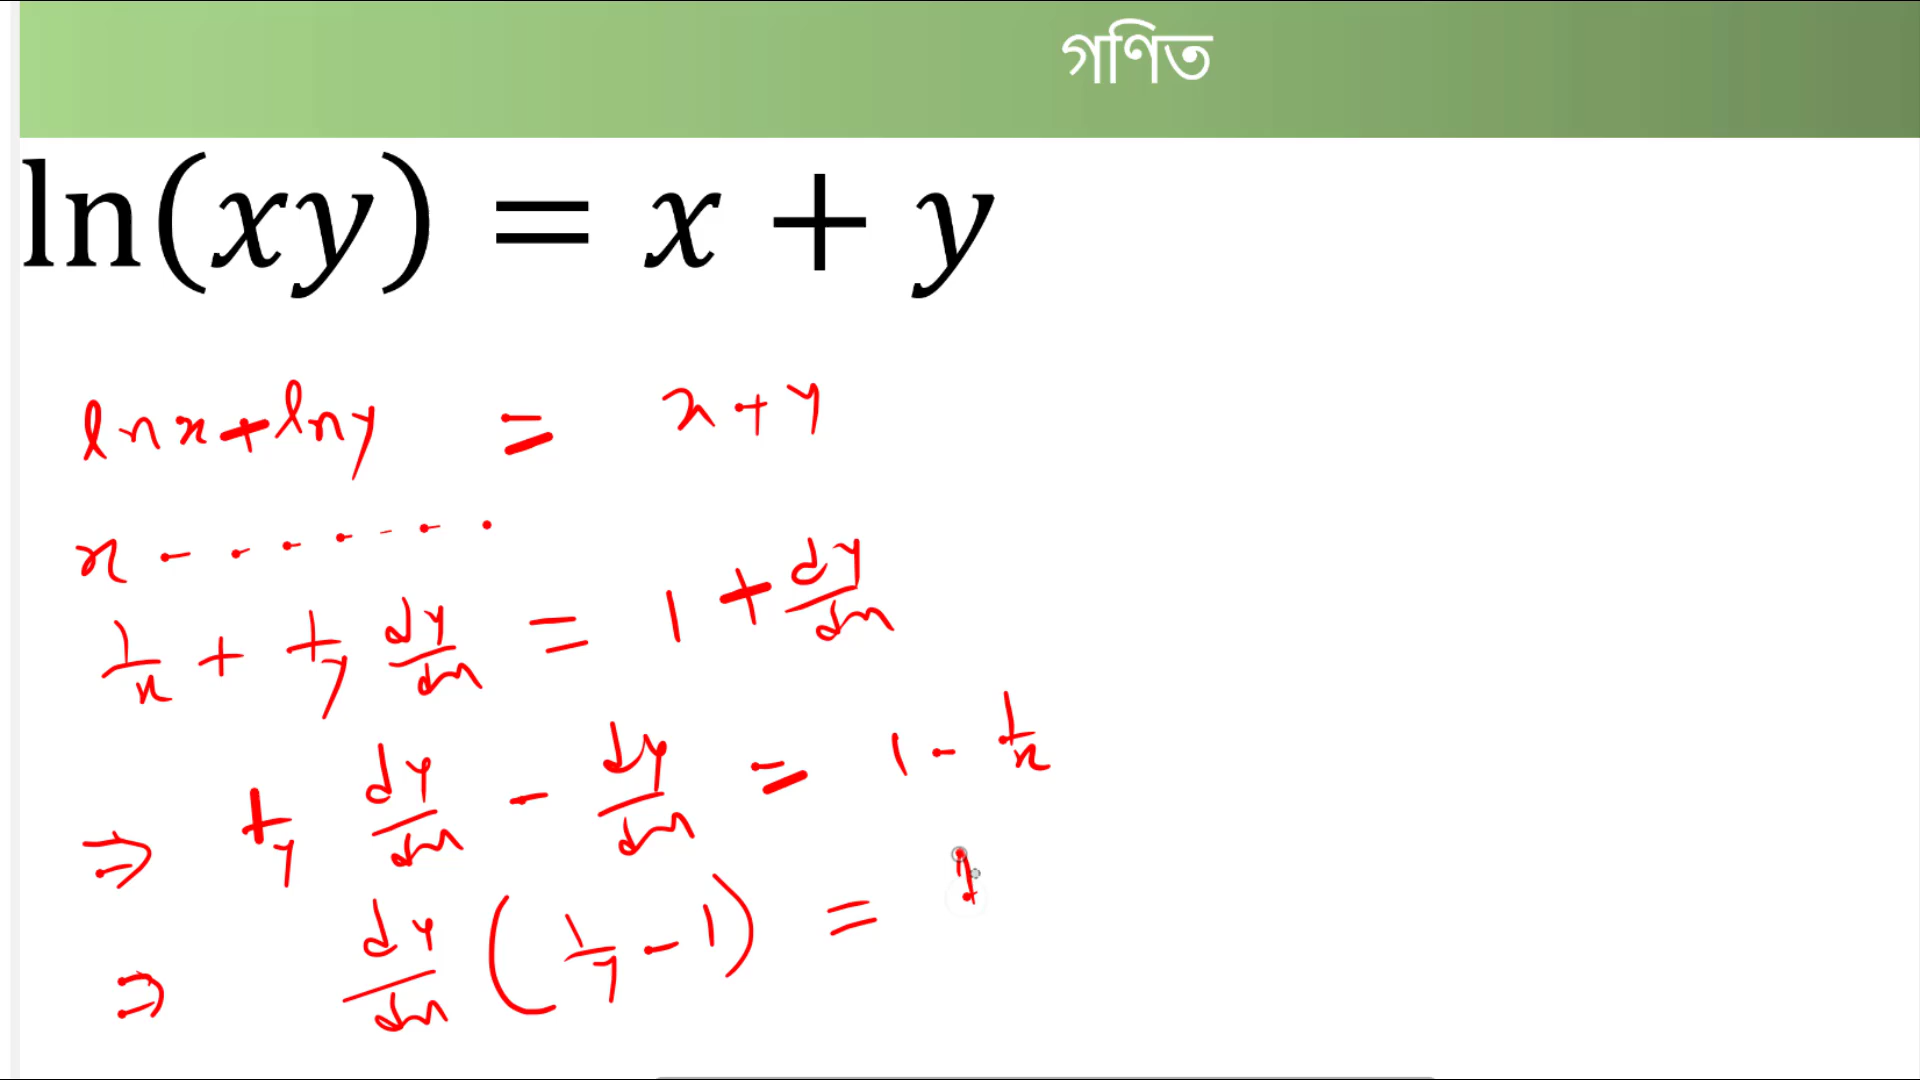 গণিত
ln(xy) = x + y
lnx + lny = x + y
x - - - - - - .
1/x + 1/y dy/dx = 1 + dy/dx
⇒ 1/y dy/dx - dy/dx = 1 - 1/x
⇒ dy/dx (1/y - 1) =